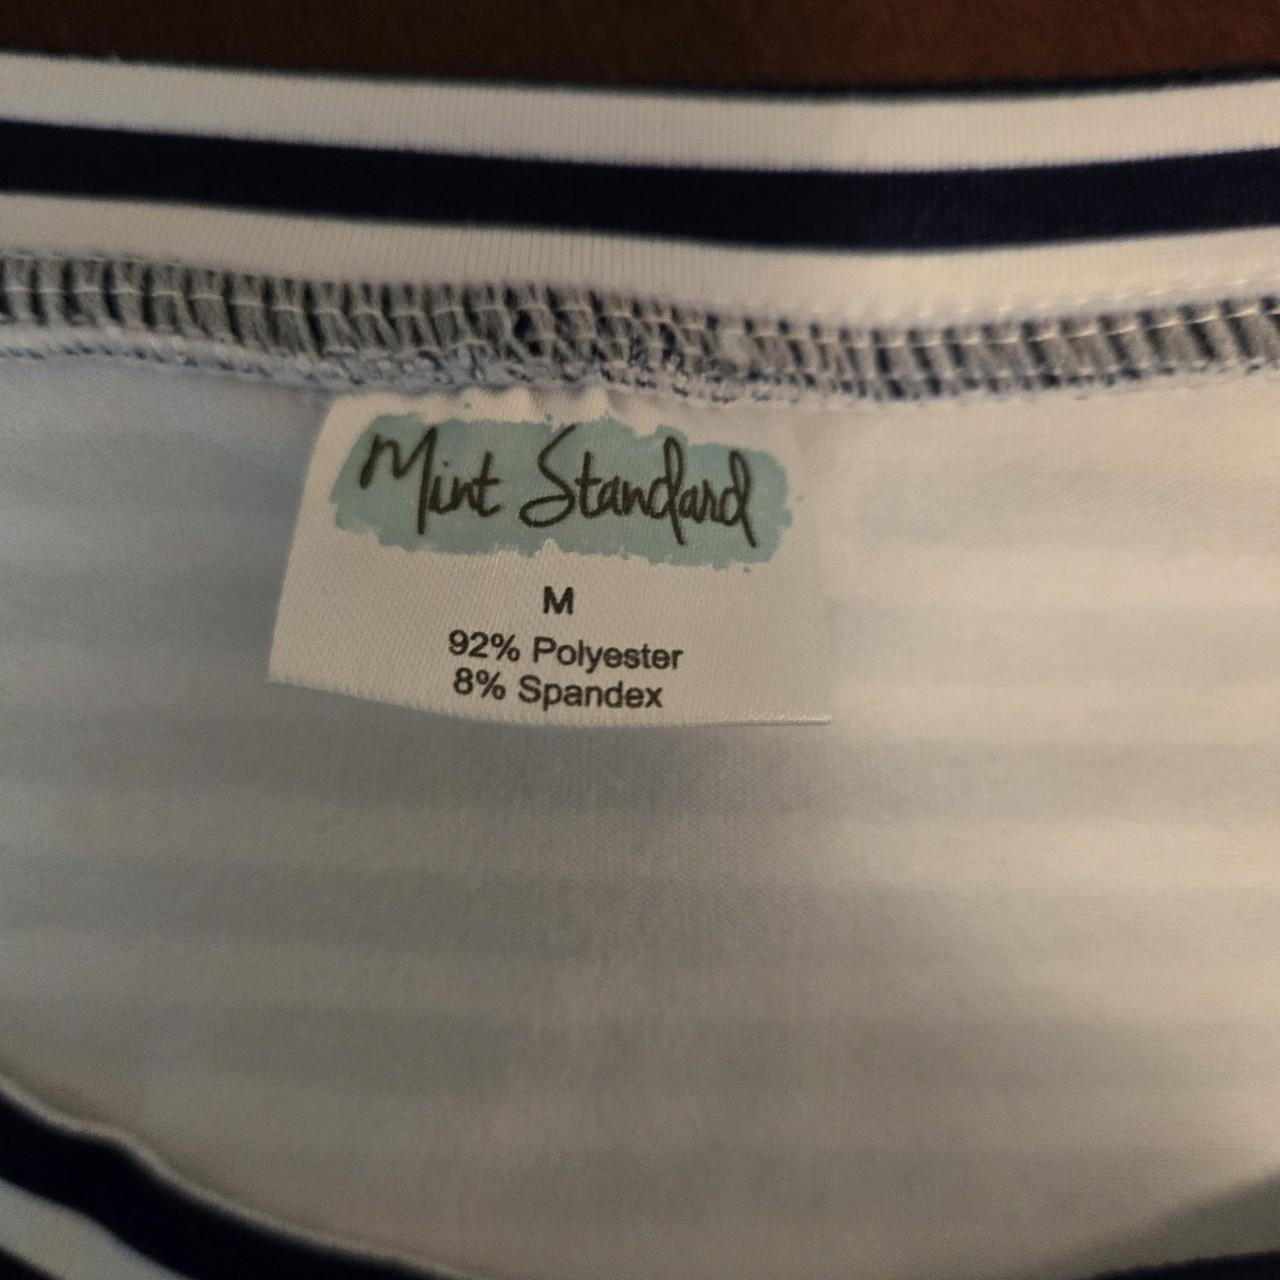 Mint Standard
M
92% Polyester
8% Spandex